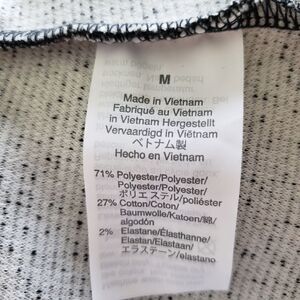 M
Made in Vietnam
Fabriqué au Vietnam
in Vietnam Hergestellt
Vervaardigd in Viëtnam
ベトナム製
Hecho en Vietnam
71% Polyester/Polyester/
Polyester/Polyester/
ポリエステル/poliéster
27% Cotton/Coton/
Baumwolle/Katoen/綿/
algodón
2% Elastane/Élasthanne/
Elastan/Elastaan/
エラステーン/elastano